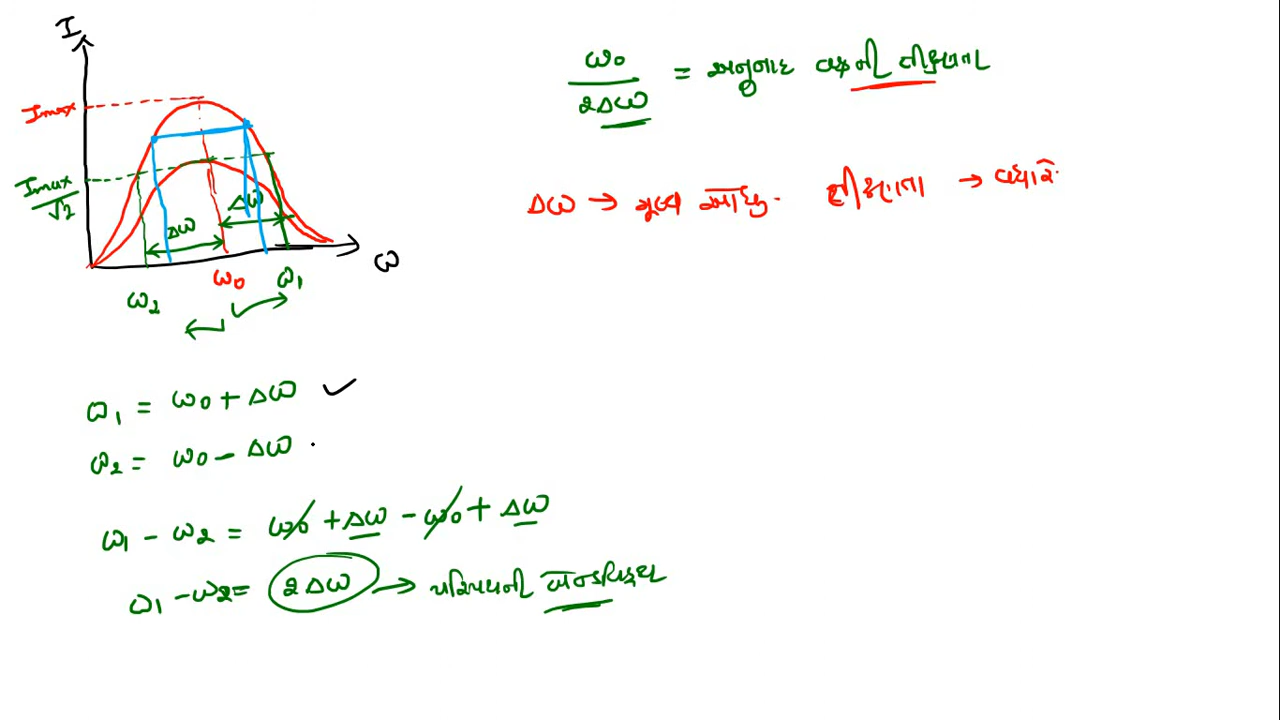 I
Imax
Imax/√2
Δω
Δω
ω
ω₂
ω₀
ω₁
ω₁ = ω₀ + Δω ✓
ω₂ = ω₀ - Δω
ω₁ - ω₂ = ω₀ + Δω - ω₀ + Δω
ω₁ - ω₂ = 2Δω → પરિપથની બેન્ડવિડ્થ
ω₀/2Δω = અનુનાદ વક્રની તીક્ષ્ણતા
Δω → મૂલ્ય ઓછુ. તીક્ષ્ણતા → વધારે.